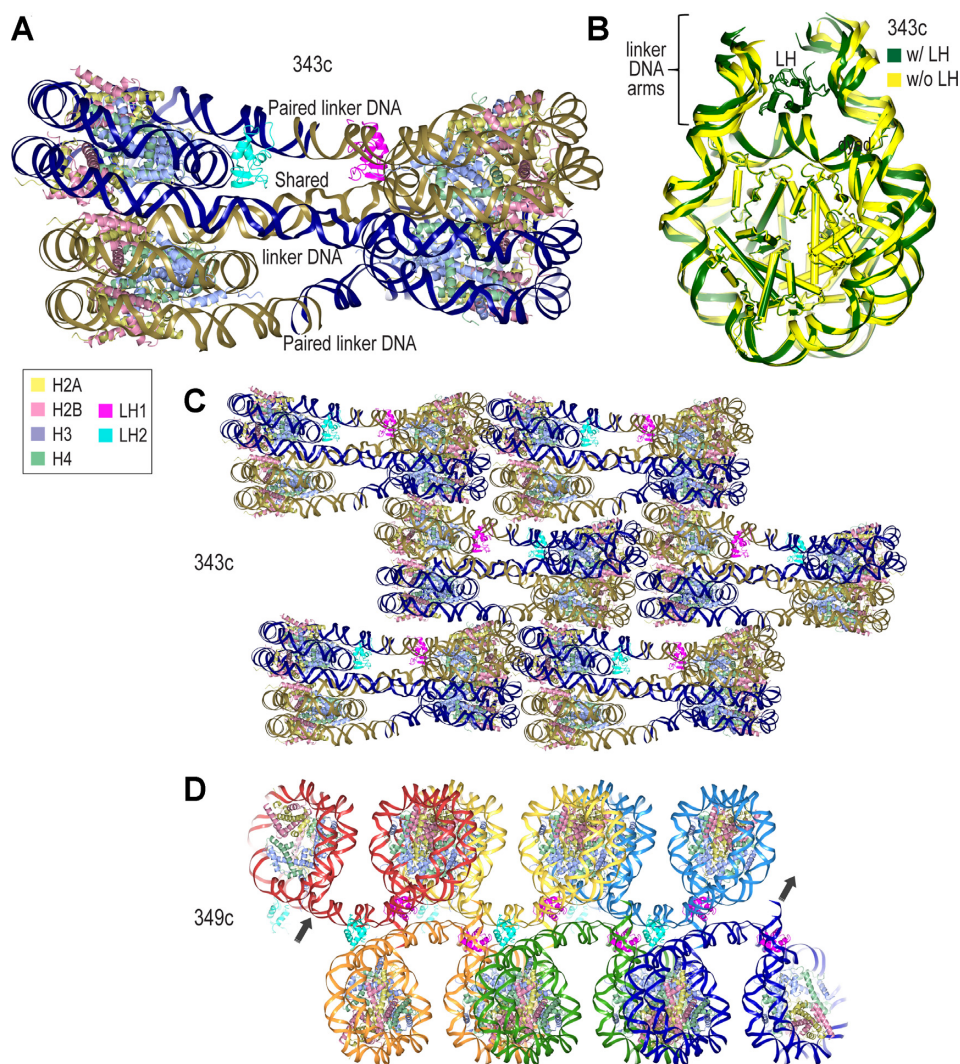 A
343c
Paired linker DNA
Shared
linker DNA
Paired linker DNA
B
linker
DNA
arms
LH
dyad
343c
w/ LH
w/o LH
H2A
H2B
H3
H4
LH1
LH2
C
343c
D
349c